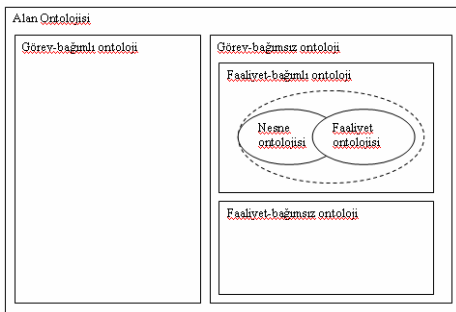 Alan Ontolojisi
Görev-bağımlı ontoloji
Görev-bağımsız ontoloji
Faaliyet-bağımlı ontoloji
Nesne
ontolojisi
Faaliyet
ontolojisi
Faaliyet-bağımsız ontoloji